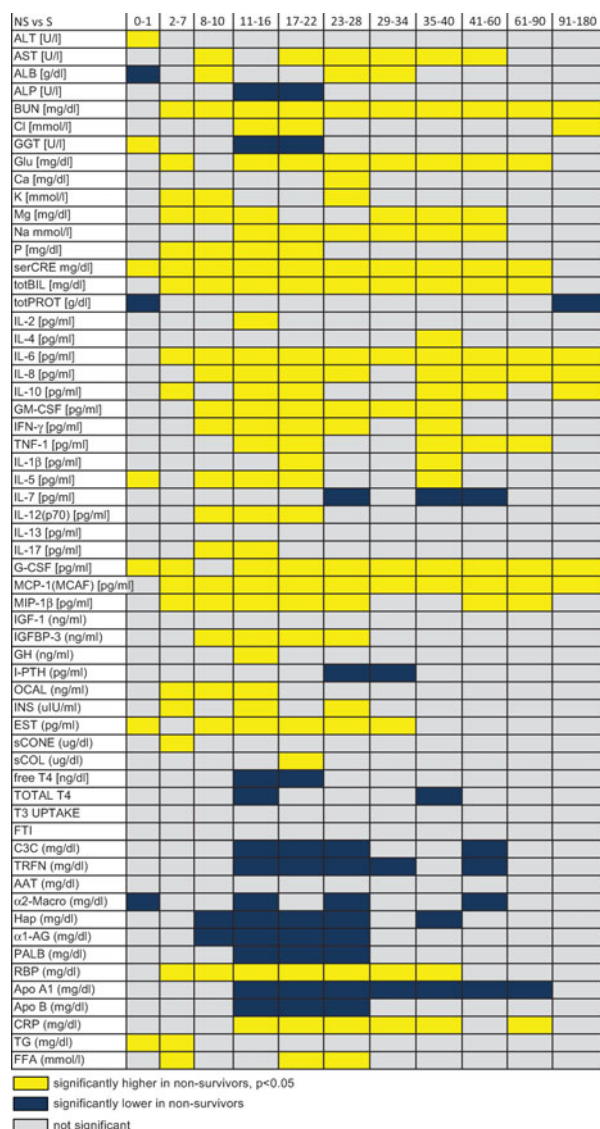 NS vs S 0-1 2-7 8-10 11-16 17-22 23-28 29-34 35-40 41-60 61-90 91-180
ALT [U/l]
AST [U/l]
ALB [g/dl]
ALP [U/l]
BUN [mg/dl]
Cl [mmol/l]
GGT [U/l]
Glu [mg/dl]
Ca [mg/dl]
K [mmol/l]
Mg [mg/dl]
Na mmol/l]
P [mg/dl]
serCRE mg/dl]
totBIL [mg/dl]
totPROT [g/dl]
IL-2 [pg/ml]
IL-4 [pg/ml]
IL-6 [pg/ml]
IL-8 [pg/ml]
IL-10 [pg/ml]
GM-CSF [pg/ml]
IFN-γ [pg/ml]
TNF-1 [pg/ml]
IL-1β [pg/ml]
IL-5 [pg/ml]
IL-7 [pg/ml]
IL-12(p70) [pg/ml]
IL-13 [pg/ml]
IL-17 [pg/ml]
G-CSF [pg/ml]
MCP-1(MCAF) [pg/ml]
MIP-1β [pg/ml]
IGF-1 (ng/ml)
IGFBP-3 (ng/ml)
GH (ng/ml)
I-PTH (pg/ml)
OCAL (ng/ml)
INS (uIU/ml)
EST (pg/ml)
sCONE (ug/dl)
sCOL (ug/dl)
free T4 [ng/dl]
TOTAL T4
T3 UPTAKE
FTI
C3C (mg/dl)
TRFN (mg/dl)
AAT (mg/dl)
α2-Macro (mg/dl)
Hap (mg/dl)
α1-AG (mg/dl)
PALB (mg/dl)
RBP (mg/dl)
Apo A1 (mg/dl)
Apo B (mg/dl)
CRP (mg/dl)
TG (mg/dl)
FFA (mmol/l)
significantly higher in non-survivors, p<0.05
significantly lower in non-survivors
not significant